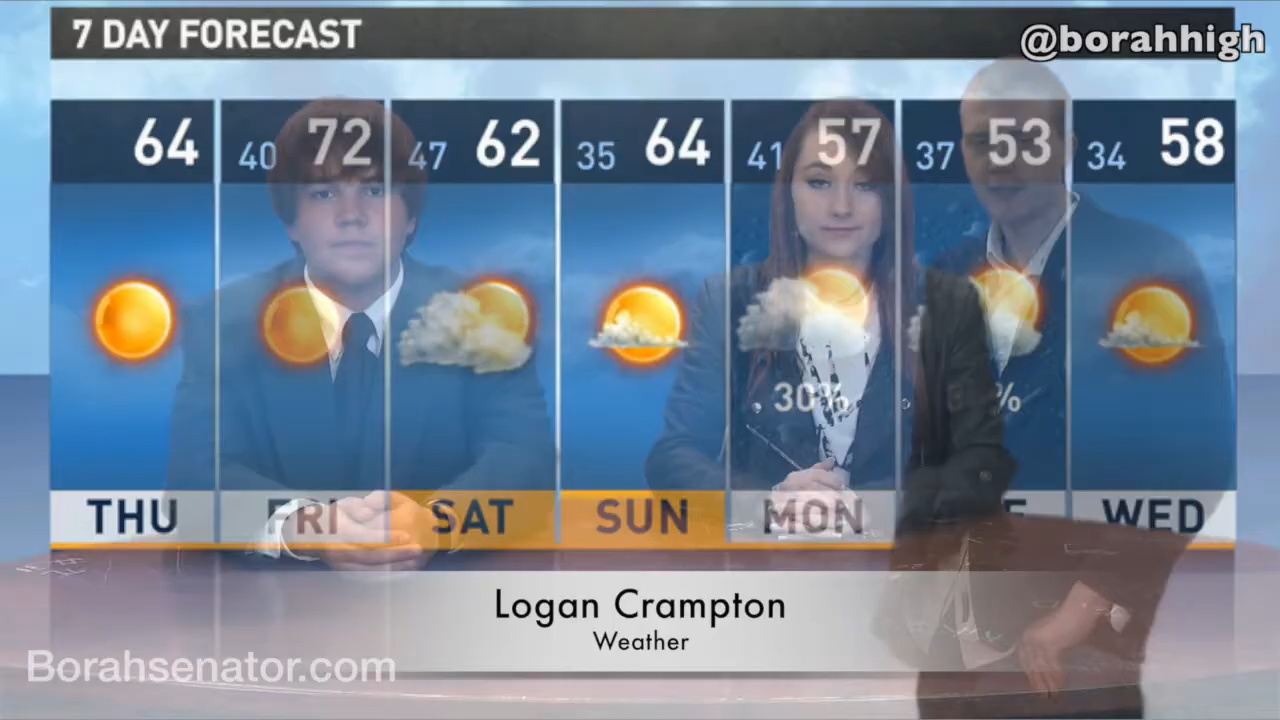 7 DAY FORECAST
@borahhigh
64 40 72 47 62 35 64 41 57 37 53 34 58
30% %
THU FRI SAT SUN MON WED
Logan Crampton
Weather
Borahsenator.com